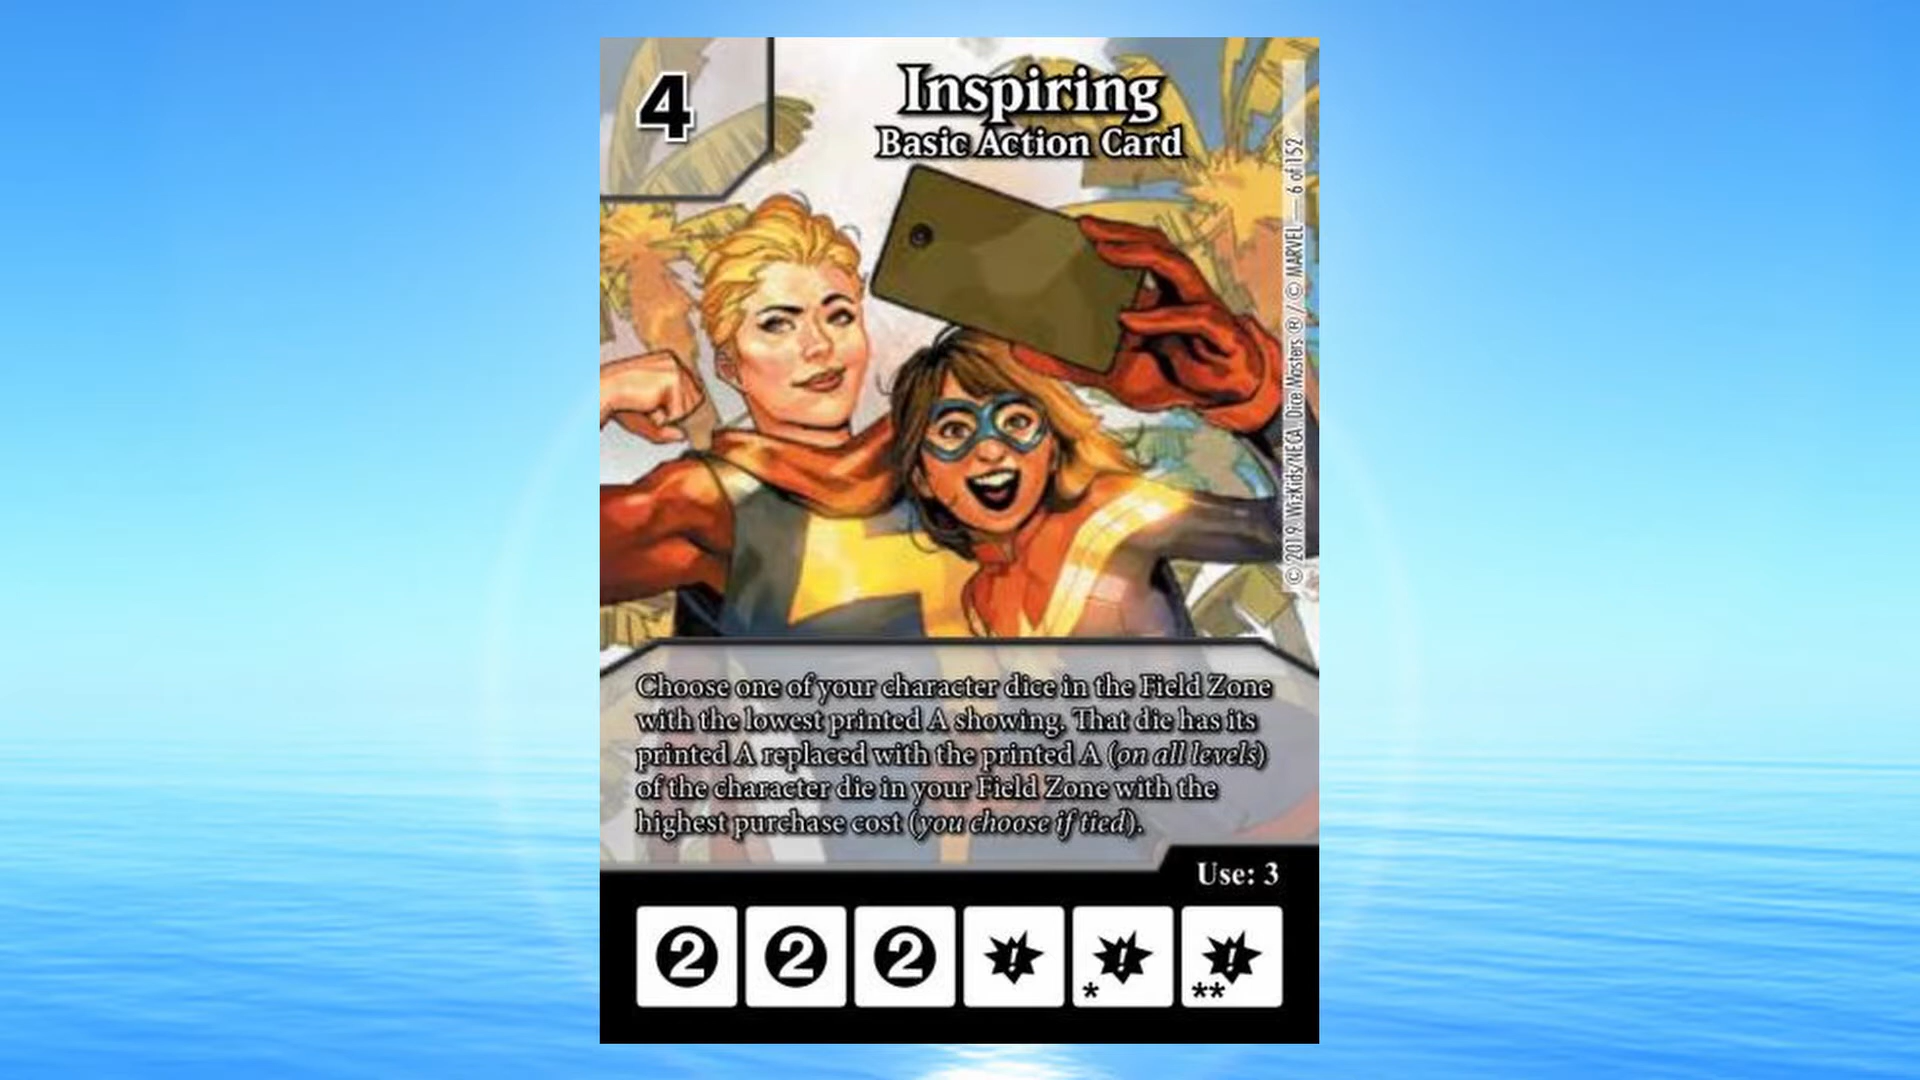 4
Inspiring
Basic Action Card
© 2019 WizKids/NECA. Dice Masters ® / © MARVEL — 6 of 152
Choose one of your character dice in the Field Zone
with the lowest printed A showing. That die has its
printed A replaced with the printed A (on all levels)
of the character die in your Field Zone with the
highest purchase cost (you choose if tied).
Use: 3
2 2 2 ! ! * ! **